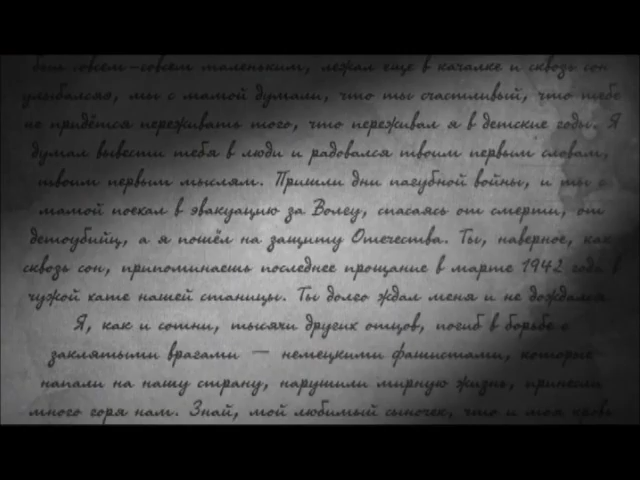 был совсем-совсем маленьким, лежал еще в качалке и сквозь сон
улыбался, мы с мамой думали, что ты счастливый, что тебе
не придётся переживать того, что переживал я в детские годы. Я
думал вывести тебя в люди и радовался твоим первым словам,
твоим первым мыслям. Пришли дни пагубной войны, и ты с
мамой поехал в эвакуацию за Волгу, спасаясь от смерти, от
детоубийц, а я пошёл на защиту Отечества. Ты, наверное, как
сквозь сон, припоминаешь последнее прощание в марте 1942 года в
чужой хате нашей станицы. Ты долго ждал меня и не дождался.
Я, как и сотни, тысячи других отцов, погиб в борьбе с
заклятыми врагами — немецкими фашистами, которые
напали на нашу страну, нарушили мирную жизнь, принесли
много горя нам. Знай, мой любимый сыночек, что и моя кровь